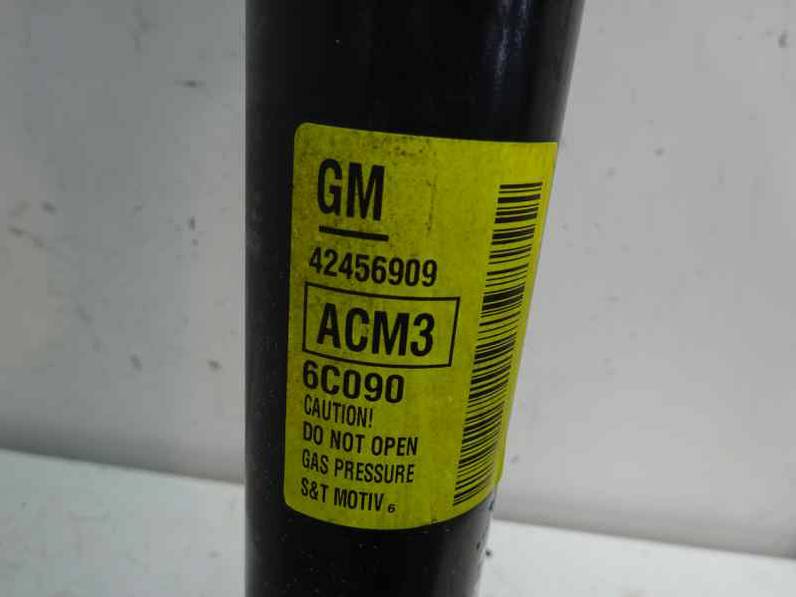 GM
42456909
ACM3
6C090
CAUTION!
DO NOT OPEN
GAS PRESSURE
S&T MOTIV 6